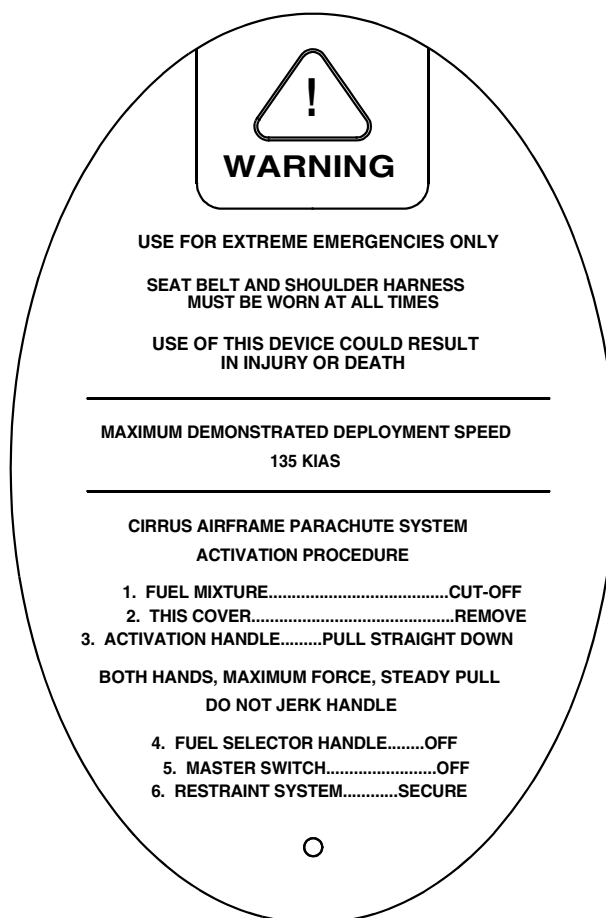 !
WARNING
USE FOR EXTREME EMERGENCIES ONLY
SEAT BELT AND SHOULDER HARNESS
MUST BE WORN AT ALL TIMES
USE OF THIS DEVICE COULD RESULT
IN INJURY OR DEATH
MAXIMUM DEMONSTRATED DEPLOYMENT SPEED
135 KIAS
CIRRUS AIRFRAME PARACHUTE SYSTEM
ACTIVATION PROCEDURE
1. FUEL MIXTURE.......................................CUT-OFF
2. THIS COVER............................................REMOVE
3. ACTIVATION HANDLE.........PULL STRAIGHT DOWN
BOTH HANDS, MAXIMUM FORCE, STEADY PULL
DO NOT JERK HANDLE
4. FUEL SELECTOR HANDLE........OFF
5. MASTER SWITCH........................OFF
6. RESTRAINT SYSTEM............SECURE